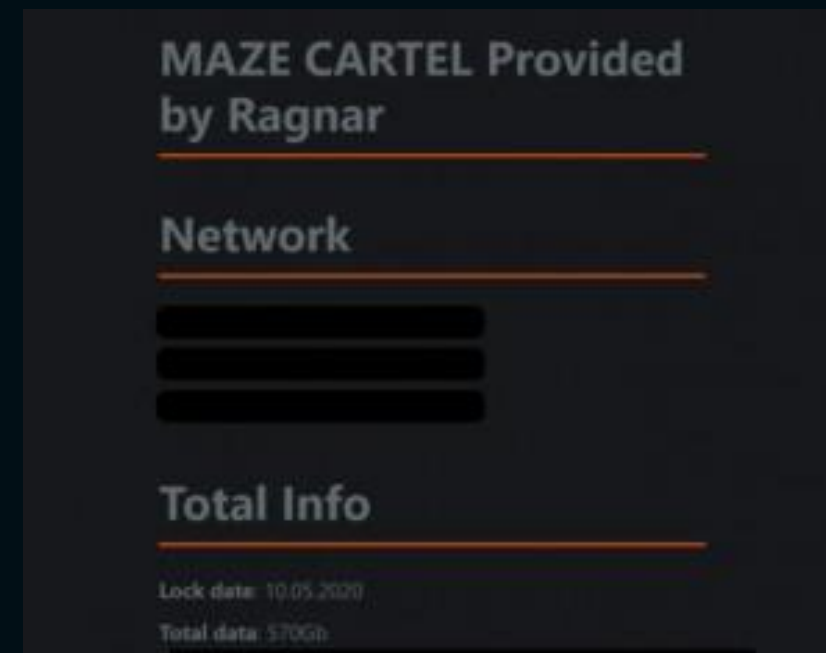 MAZE CARTEL Provided
by Ragnar
Network
Total Info
Lock date: 10.05.2020
Total data: 570Gb